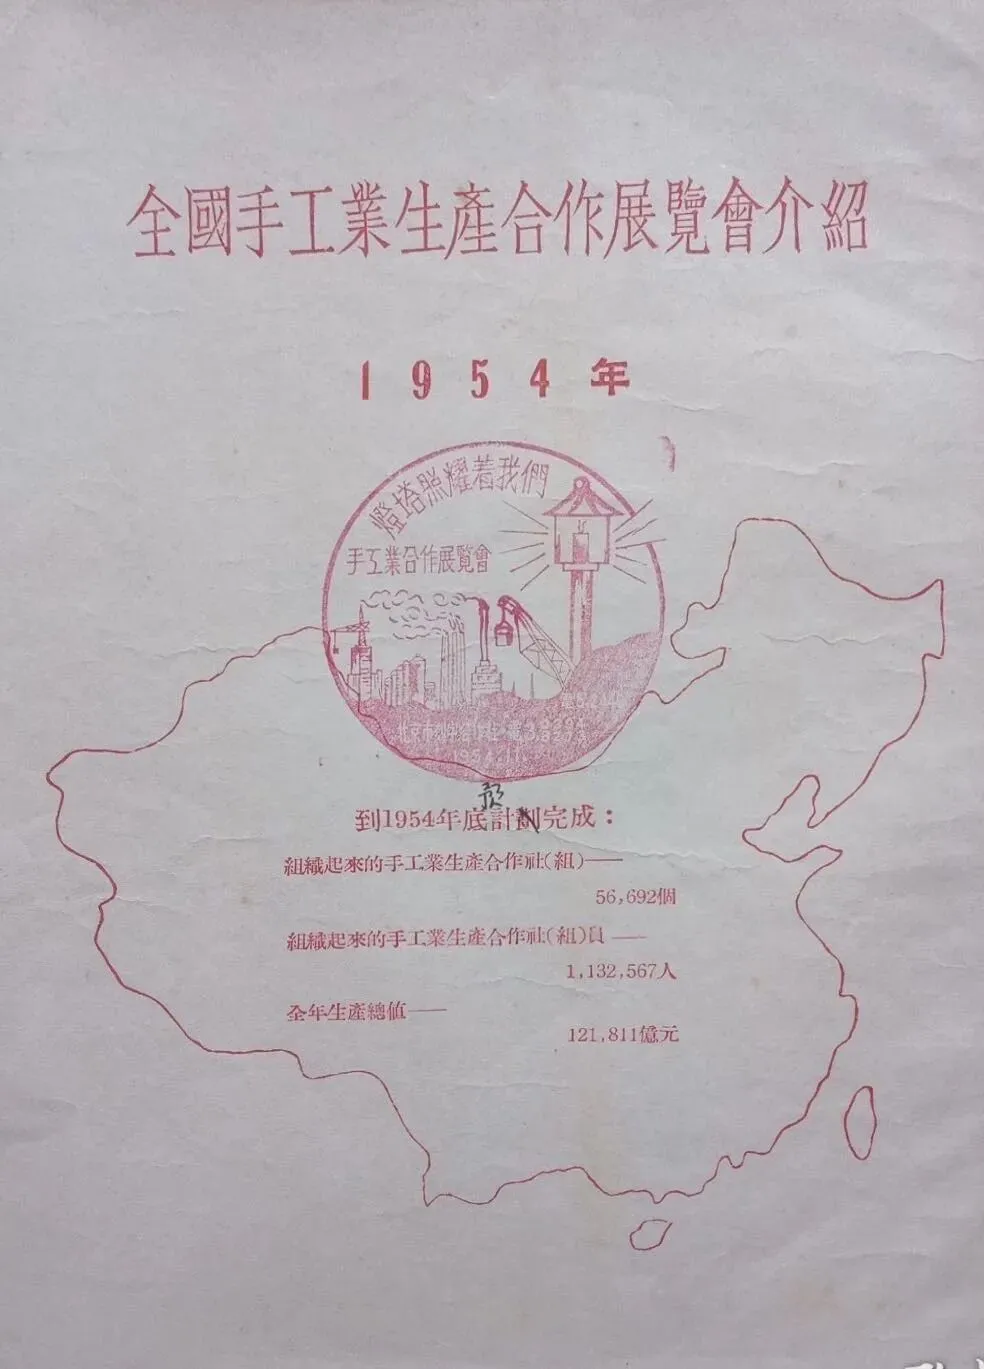 全國手工業生產合作展覽會介紹
1954年
燈塔照耀着我們
手工業合作展覽會
到1954年底計劃完成：
組織起來的手工業生產合作社(組)——
56,692個
組織起來的手工業生產合作社(組)員——
1,132,567人
全年生產總値——
121,811億元